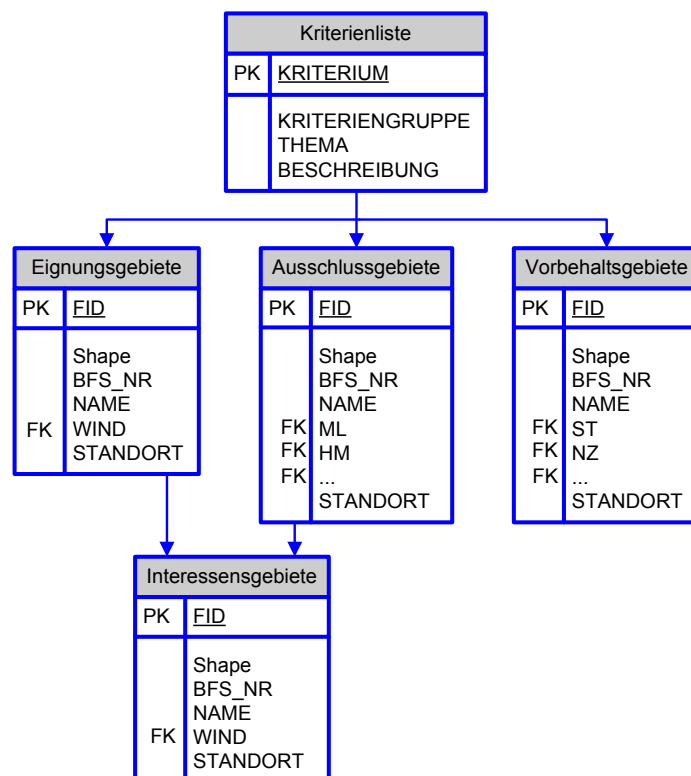 Kriterienliste
PK KRITERIUM
KRITERIENGRUPPE
THEMA
BESCHREIBUNG
Eignungsgebiete
PK FID
Shape
BFS_NR
NAME
FK WIND
STANDORT
Ausschlussgebiete
PK FID
Shape
BFS_NR
NAME
FK ML
FK HM
FK ...
STANDORT
Vorbehaltsgebiete
PK FID
Shape
BFS_NR
NAME
FK ST
FK NZ
FK ...
STANDORT
Interessensgebiete
PK FID
Shape
BFS_NR
NAME
FK WIND
STANDORT